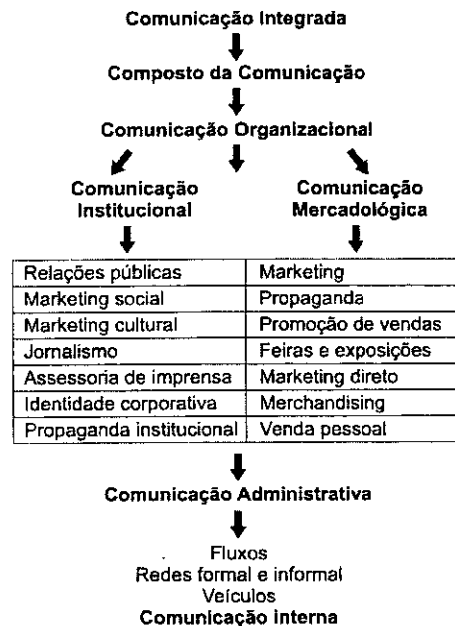 Comunicação Integrada
Composto da Comunicação
Comunicação Organizacional
Comunicação
Institucional
Comunicação
Mercadológica
Relações públicas
Marketing
Marketing social
Propaganda
Marketing cultural
Promoção de vendas
Jornalismo
Feiras e exposições
Assessoria de imprensa
Marketing direto
Identidade corporativa
Merchandising
Propaganda institucional
Venda pessoal
Comunicação Administrativa
Fluxos
Redes formal e informal
Veículos
Comunicação interna